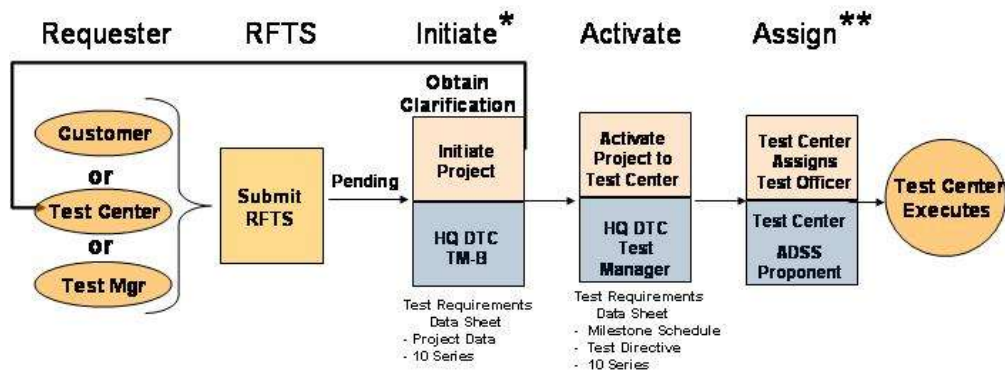 Requester RFTS Initiate* Activate Assign**
Obtain
Clarification
Customer
or
Test Center
or
Test Mgr
Submit
RFTS
Pending
Initiate
Project
HQ DTC
TM-B
Test Requirements
Data Sheet
- Project Data
- 10 Series
Activate
Project to
Test Center
HQ DTC
Test
Manager
Test Requirements
Data Sheet
- Milestone Schedule
- Test Directive
- 10 Series
Test Center
Assigns
Test Officer
Test Center
ADSS
Proponent
Test Center
Executes